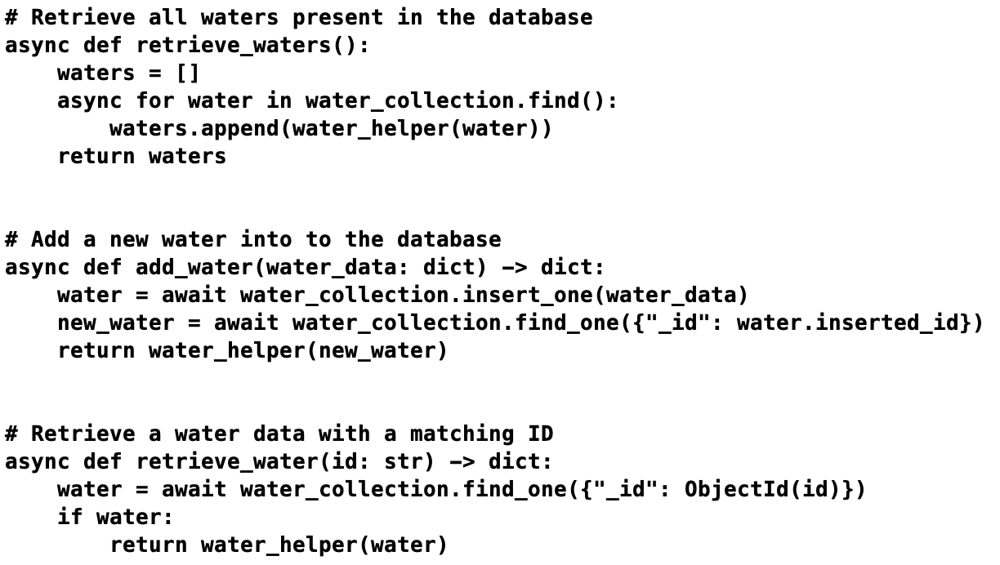 # Retrieve all waters present in the database
async def retrieve_waters():
    waters = []
    async for water in water_collection.find():
        waters.append(water_helper(water))
    return waters
# Add a new water into to the database
async def add_water(water_data: dict) -> dict:
    water = await water_collection.insert_one(water_data)
    new_water = await water_collection.find_one({"_id": water.inserted_id})
    return water_helper(new_water)
# Retrieve a water data with a matching ID
async def retrieve_water(id: str) -> dict:
    water = await water_collection.find_one({"_id": ObjectId(id)})
    if water:
        return water_helper(water)